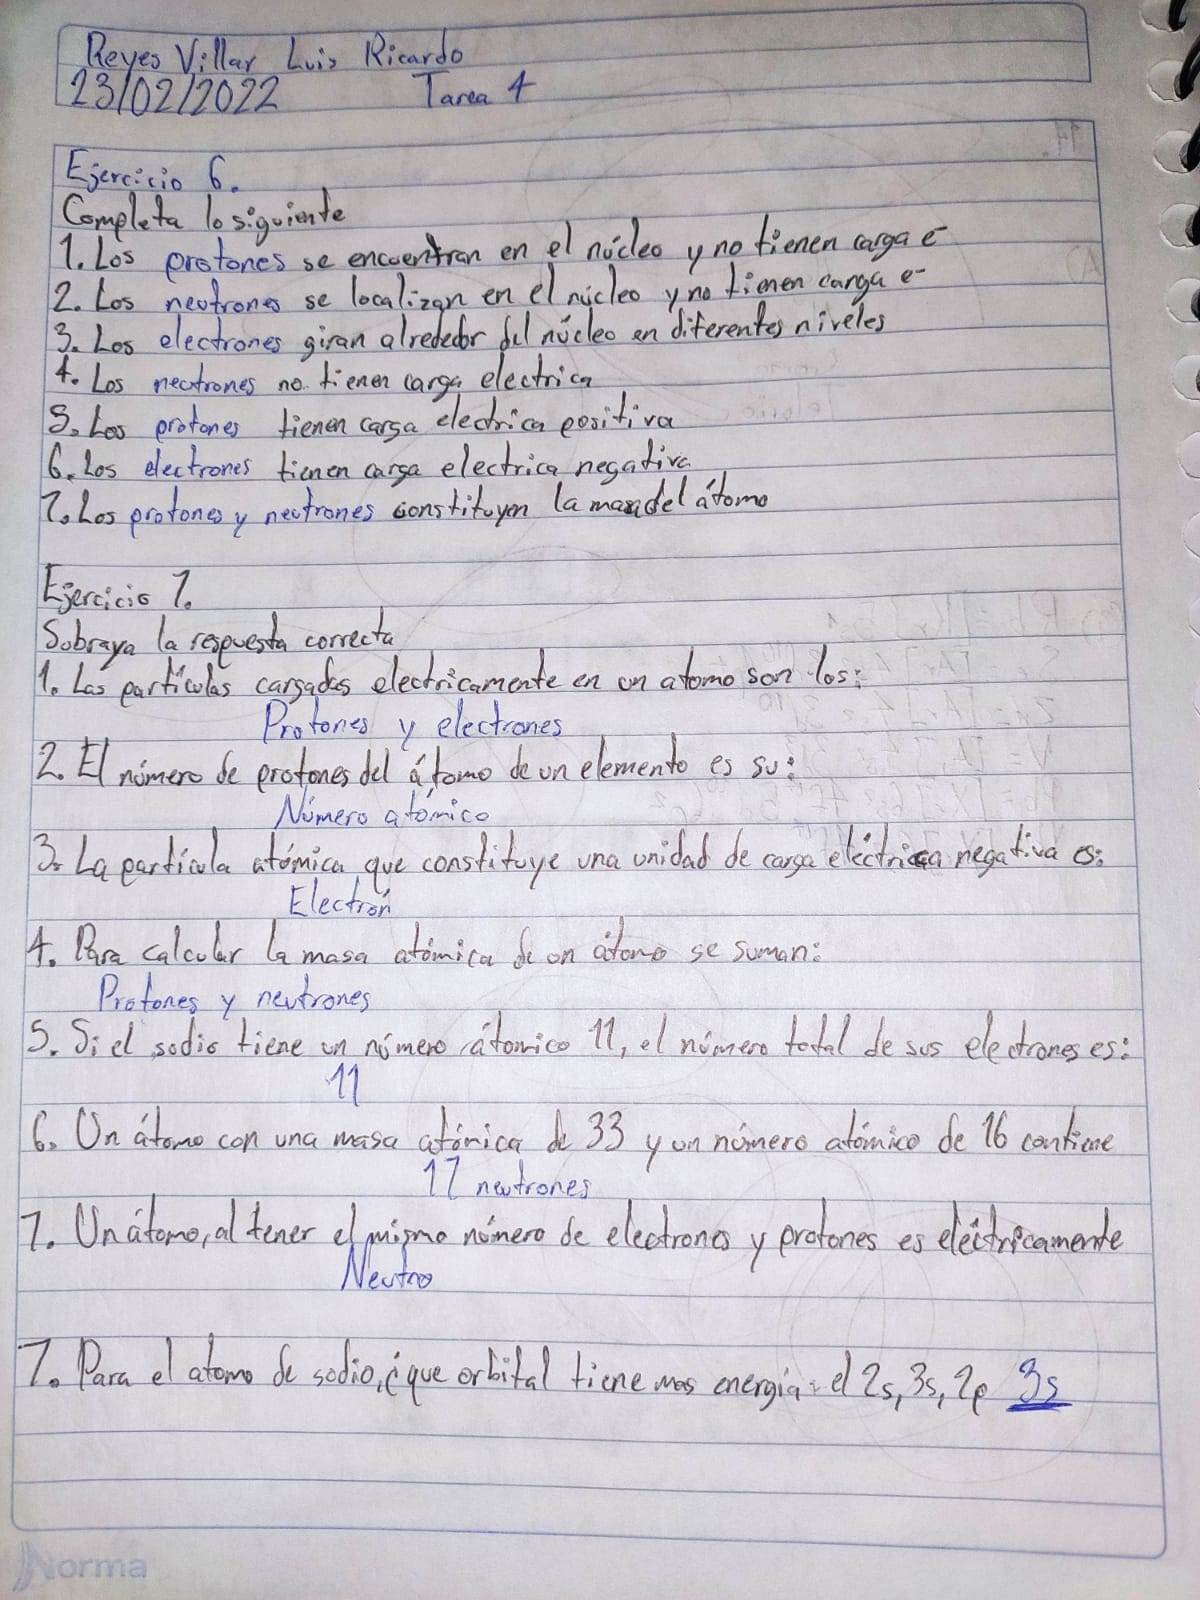 Reyes Villar Luis Ricardo
23/02/2022 Tarea 4
Ejercicio 6.
Completa lo siguiente
1. Los protones se encuentran en el núcleo y no tienen carga e-
2. Los neutrones se localizan en el núcleo y no tienen carga e-
3. Los electrones giran alrededor del núcleo en diferentes niveles
4. Los neutrones no tienen carga electrica
5. Los protones tienen carga electrica positiva
6. Los electrones tienen carga electrica negativa
7. Los protones y neutrones constituyen la masa del átomo
Ejercicio 7.
Sobraya la respuesta correcta
1. Las partículas cargadas electricamente en un atomo son los:
Protones y electrones
2. El número de protones del átomo de un elemento es su:
Número atómico
3. La partícula atómica que constituye una unidad de carga eléctrica negativa es:
Electrón
4. Para calcular la masa atómica de un átomo se suman:
Protones y neutrones
5. Si el sodio tiene un número átomico 11, el número total de sus electrones es:
11
6. Un átomo con una masa atómica de 33 y un número atómico de 16 contiene
17 neutrones
7. Un átomo, al tener el mismo número de electrones y protones es eléctricamente
Neutro
7. Para el atomo de sodio, ¿que orbital tiene mas energia: el 2s, 3s, 2p 3s
Norma